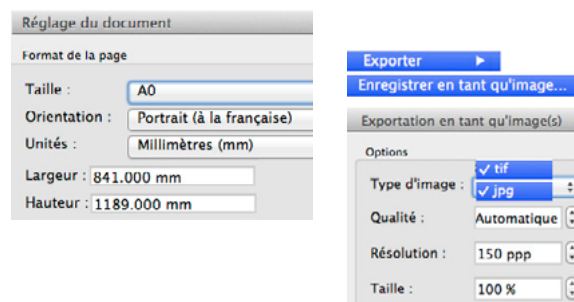 Réglage du document
Format de la page
Taille : A0
Orientation : Portrait (à la française)
Unités : Millimètres (mm)
Largeur : 841.000 mm
Hauteur : 1189.000 mm
Exporter
Enregistrer en tant qu'image...
Exportation en tant qu'image(s)
Options
Type d'image : ✓ tif
✓ jpg
Qualité : Automatique
Résolution : 150 ppp
Taille : 100 %